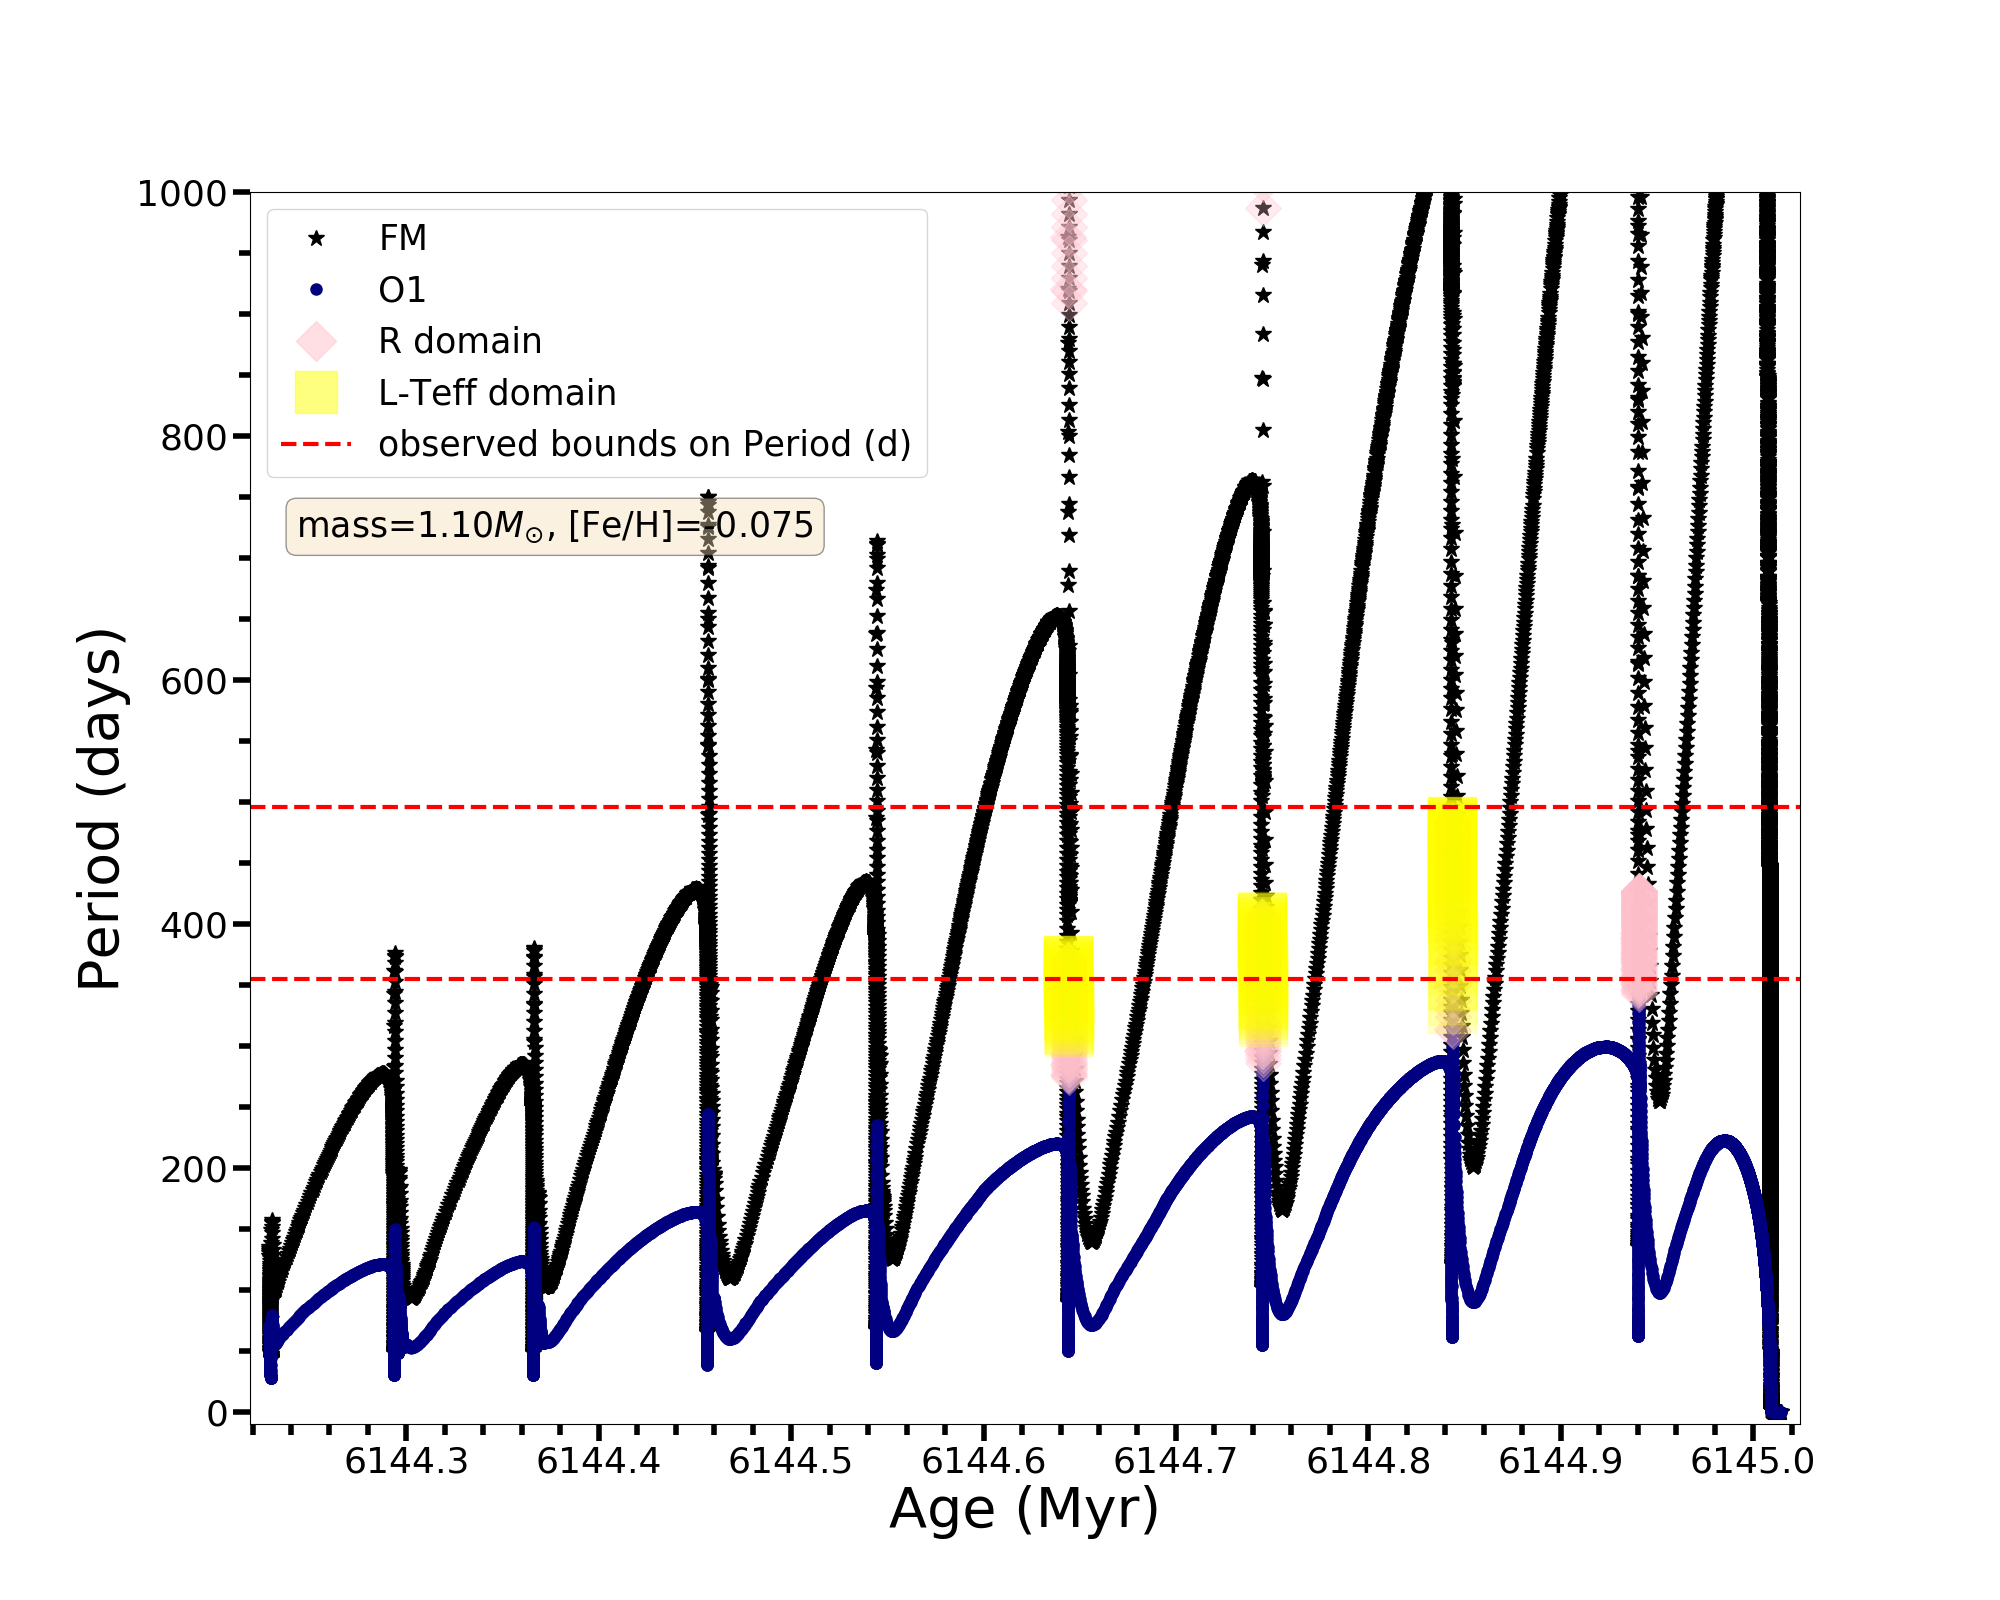 1000
800
600
400
200
0
Period (days)
FM
O1
R domain
L-Teff domain
observed bounds on Period (d)
mass=1.10M⊙, [Fe/H]=-0.075
6144.3 6144.4 6144.5 6144.6 6144.7 6144.8 6144.9 6145.0
Age (Myr)